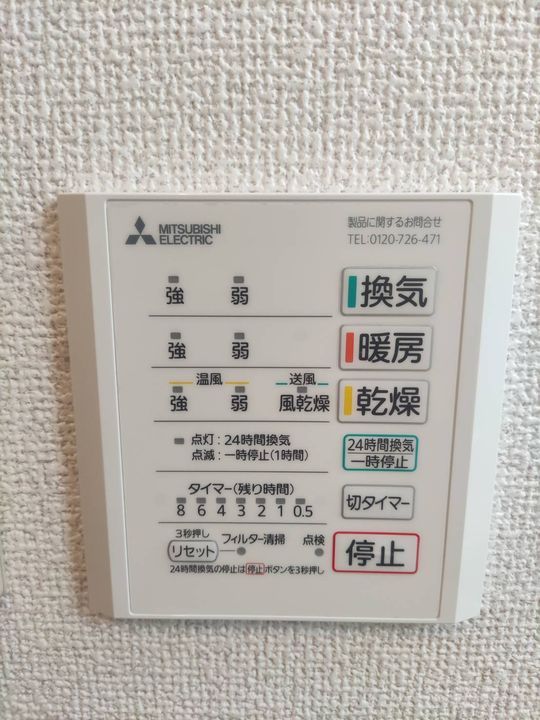 MITSUBISHI
ELECTRIC
製品に関するお問合せ
TEL:0120-726-471
強 弱 換気
強 弱 暖房
温風 送風
強 弱 風乾燥 乾燥
点灯：24時間換気
点滅：一時停止(1時間)
24時間換気
一時停止
タイマー(残り時間)
8 6 4 3 2 1 0.5
切タイマー
3秒押し
リセット フィルター清掃 点検
停止
24時間換気の停止は停止ボタンを3秒押し